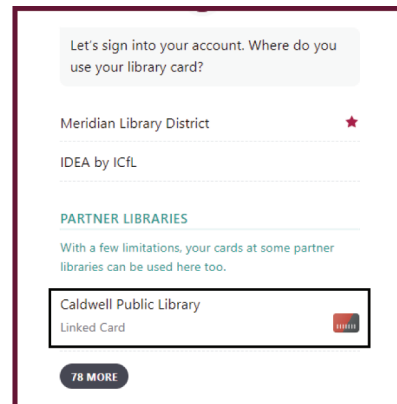 Let's sign into your account. Where do you
use your library card?
Meridian Library District
IDEA by ICfL
PARTNER LIBRARIES
With a few limitations, your cards at some partner
libraries can be used here too.
Caldwell Public Library
Linked Card
78 MORE